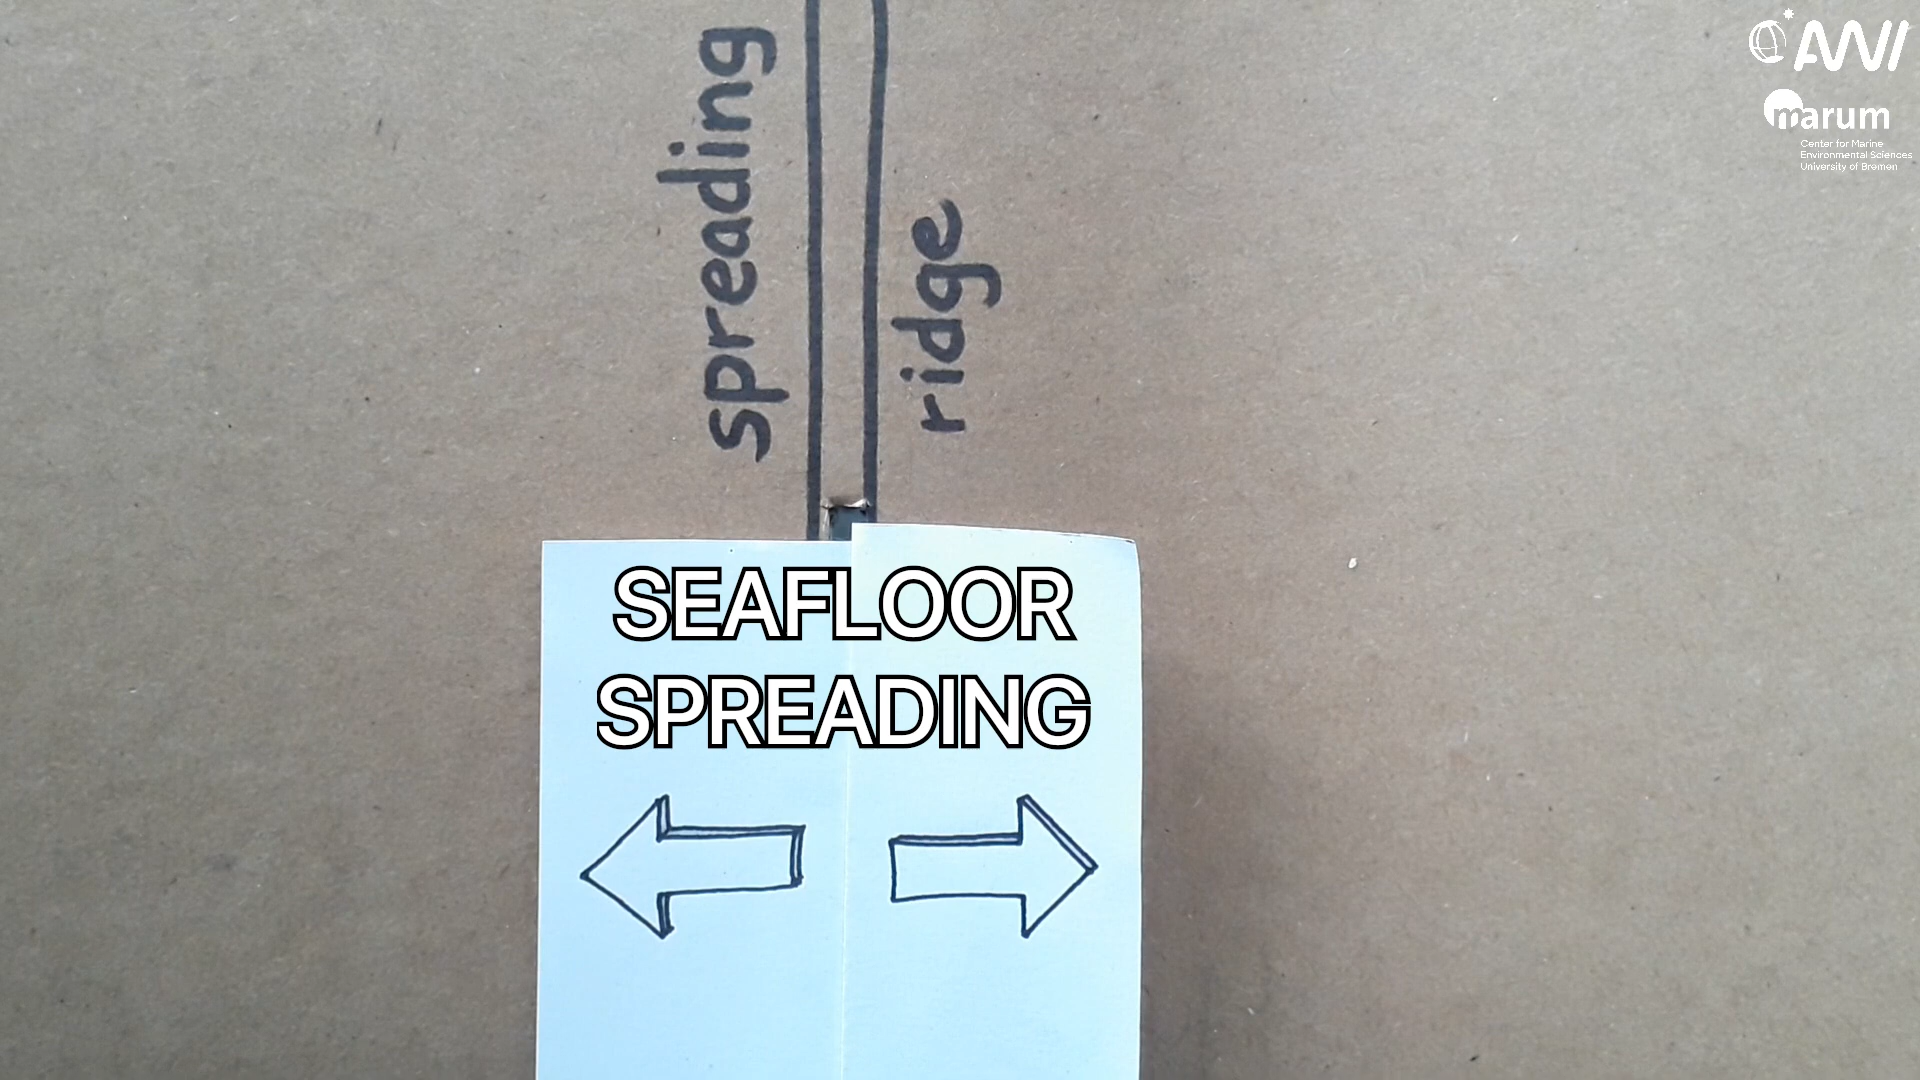 spreading
ridge
SEAFLOOR
SPREADING
AWI
marum
Center for Marine
Environmental Sciences
University of Bremen